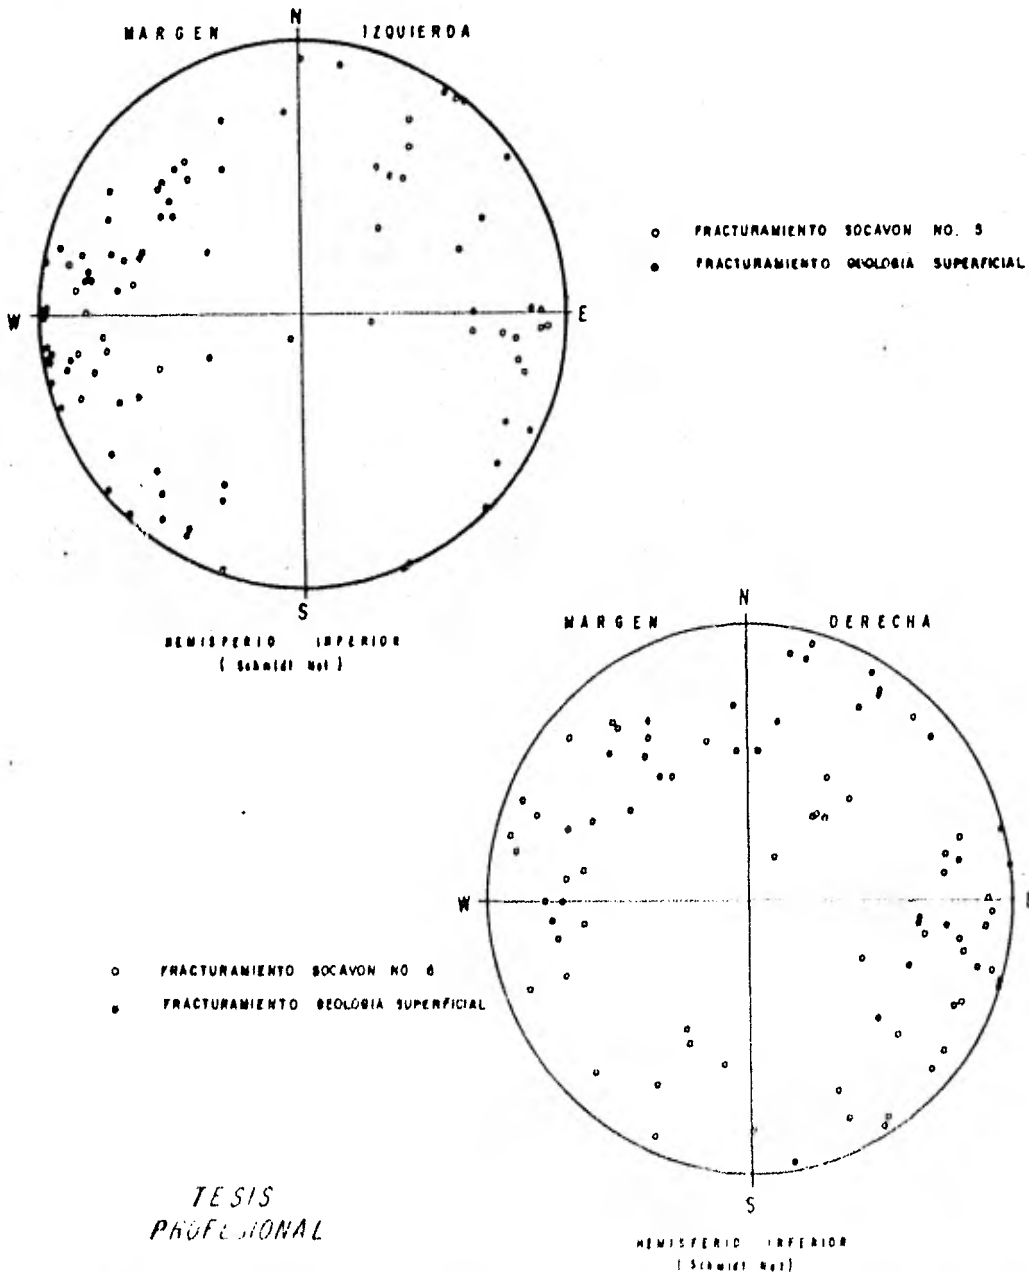 N
MARGEN IZQUIERDA
W
E
S
HEMISFERIO INFERIOR
( Schmidt Net )
○ FRACTURAMIENTO SOCAVON NO. 5
● FRACTURAMIENTO GEOLOGIA SUPERFICIAL
N
MARGEN DERECHA
W
E
S
○ FRACTURAMIENTO SOCAVON NO 6
● FRACTURAMIENTO GEOLOGIA SUPERFICIAL
HEMISFERIO INFERIOR
( Schmidt Net )
TESIS
PROFESIONAL